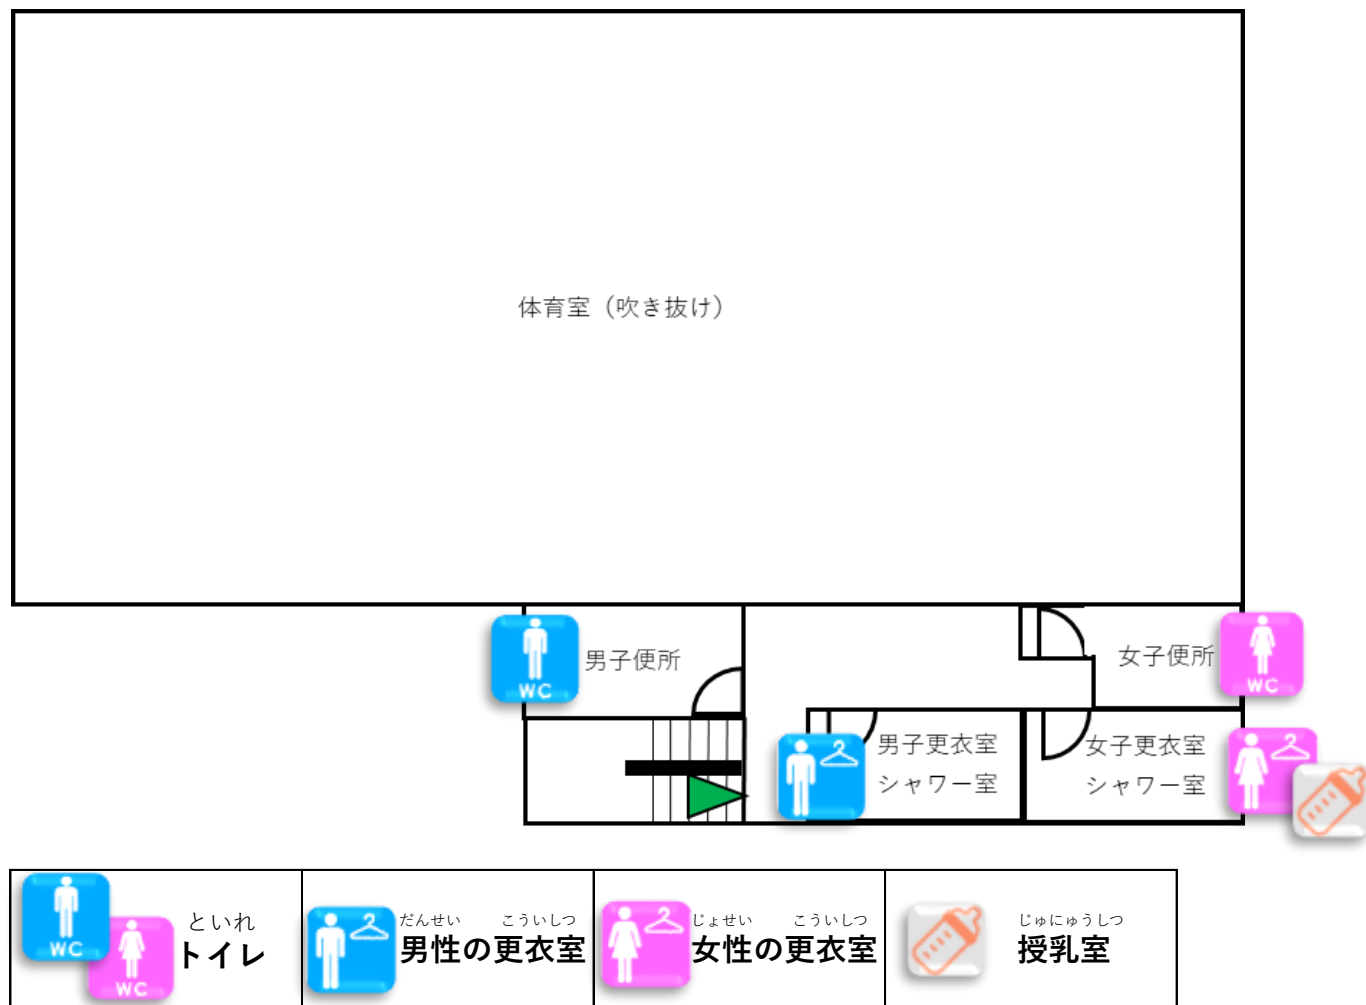 体育室（吹き抜け）
WC
男子便所
女子便所
WC
男子更衣室
シャワー室
女子更衣室
シャワー室
WC
WC
といれ
トイレ
だんせい こういしつ
男性の更衣室
じょせい こういしつ
女性の更衣室
じゅにゅうしつ
授乳室